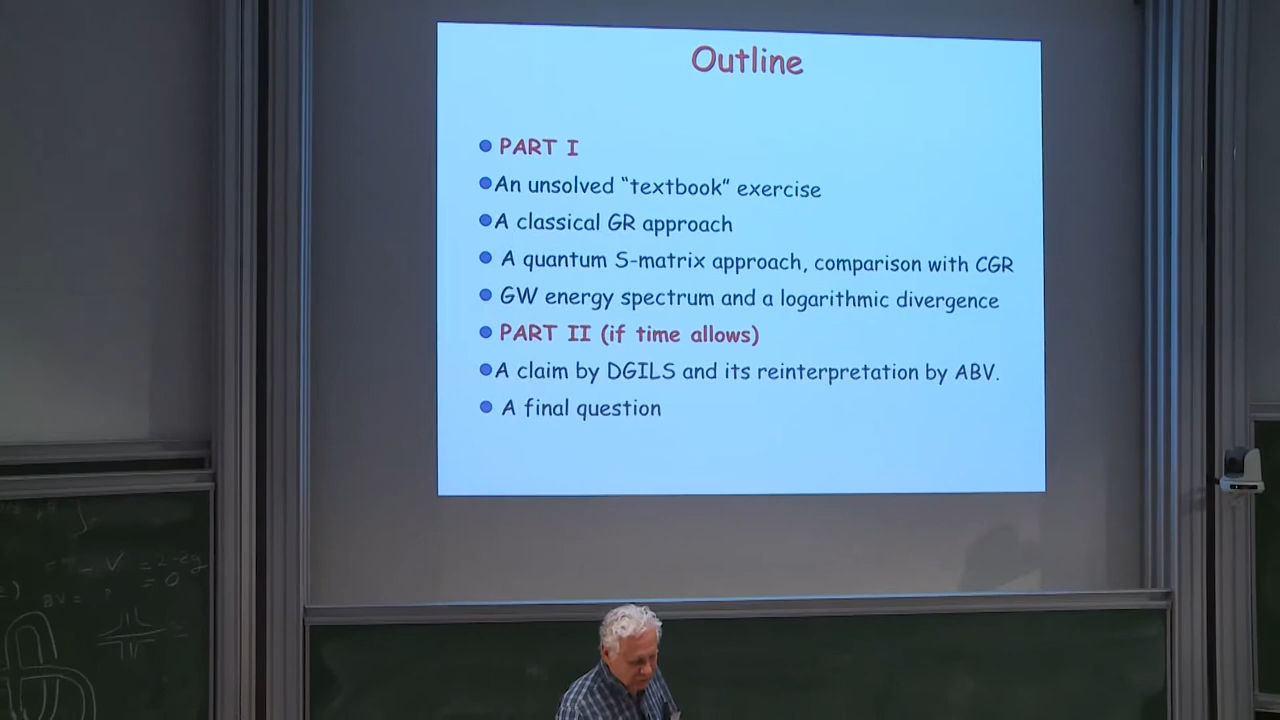 Outline
PART I
An unsolved “textbook” exercise
A classical GR approach
A quantum S-matrix approach, comparison with CGR
GW energy spectrum and a logarithmic divergence
PART II (if time allows)
A claim by DGILS and its reinterpretation by ABV.
A final question